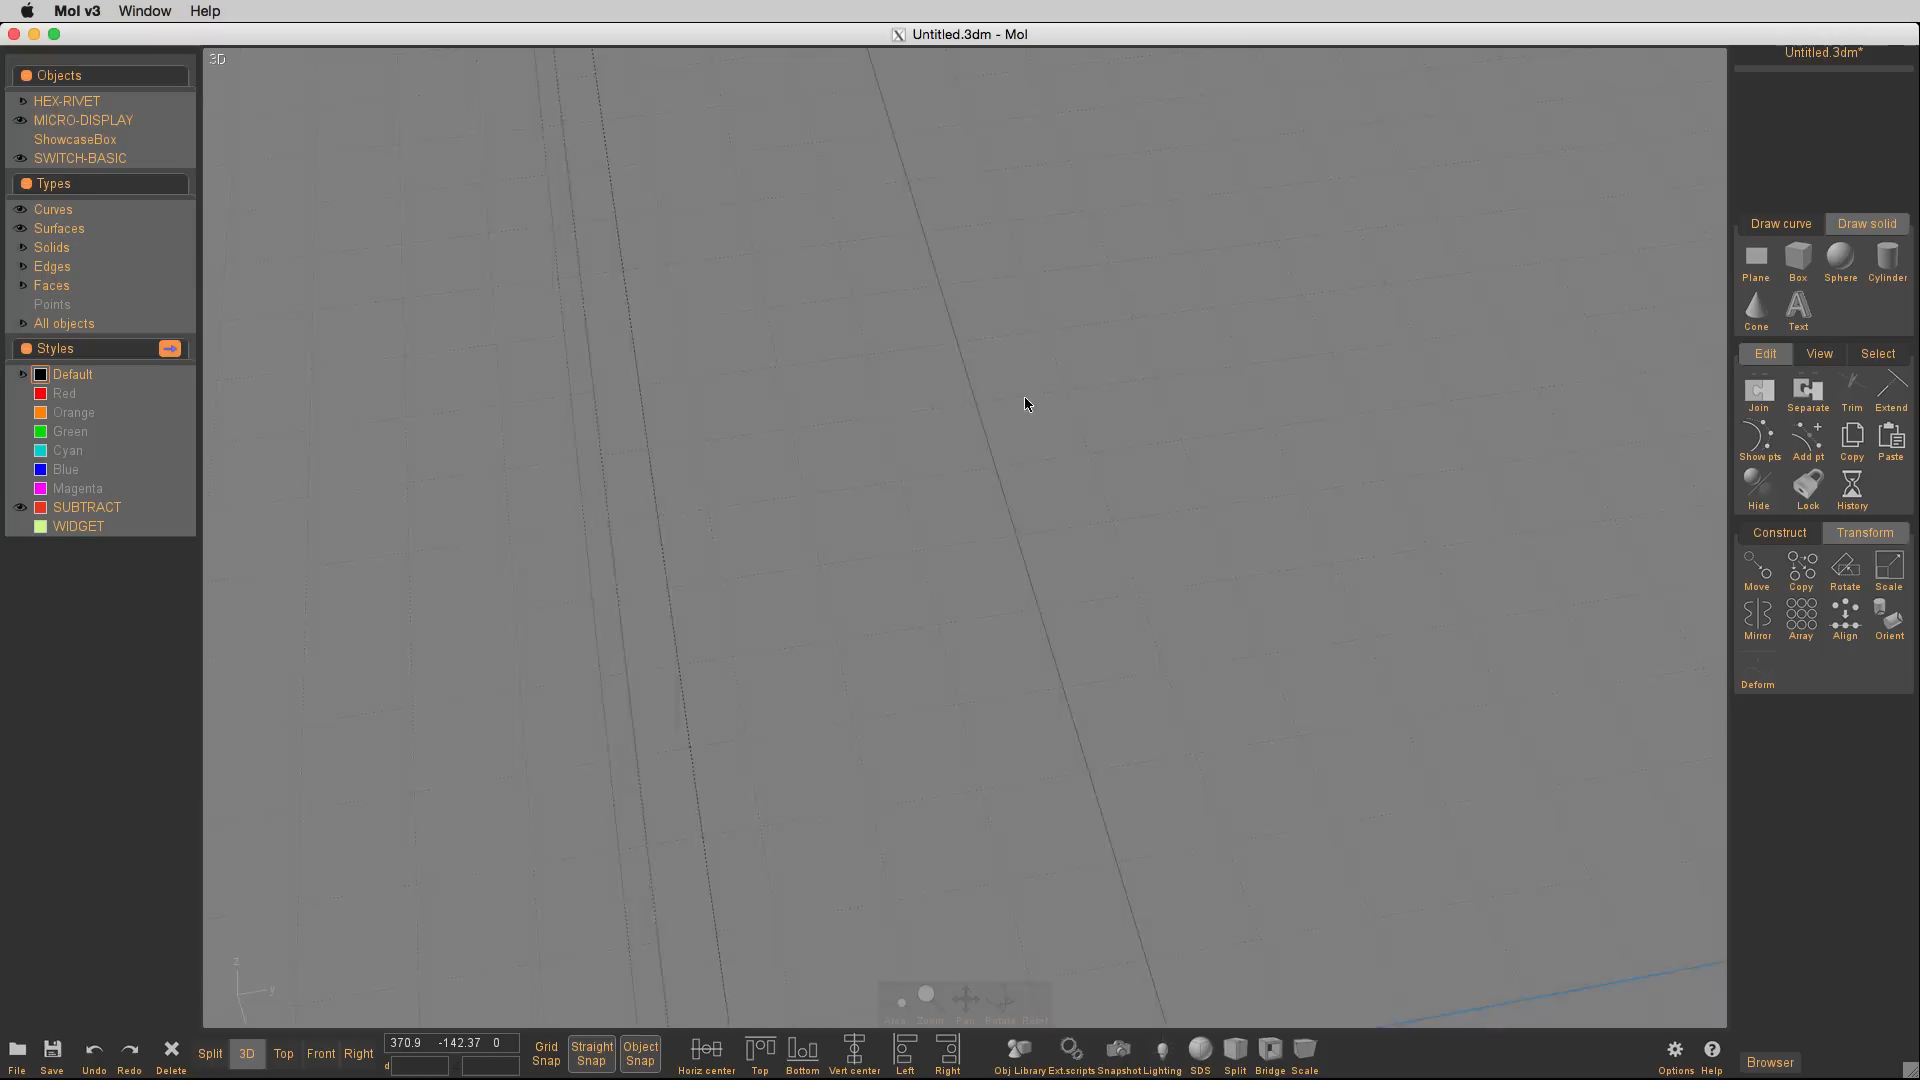 MoI v3 Window Help
Untitled.3dm - MoI
3D
Objects
HEX-RIVET
MICRO-DISPLAY
ShowcaseBox
SWITCH-BASIC
Types
Curves
Surfaces
Solids
Edges
Faces
Points
All objects
Styles
Default
Red
Orange
Green
Cyan
Blue
Magenta
SUBTRACT
WIDGET
z
y
Area Zoom Pan Rotate Reset
Untitled.3dm*
Draw curve Draw solid
Plane Box Sphere Cylinder
Cone Text
Edit View Select
Join Separate Trim Extend
Show pts Add pt Copy Paste
Hide Lock History
Construct Transform
Move Copy Rotate Scale
Mirror Array Align Orient
Deform
File Save Undo Redo Delete
Split 3D Top Front Right
370.9 -142.37 0
d
Grid Snap
Straight Snap
Object Snap
Horiz center Top Bottom Vert center Left Right
Obj Library Ext.scripts Snapshot Lighting SDS Split Bridge Scale
Options Help
Browser